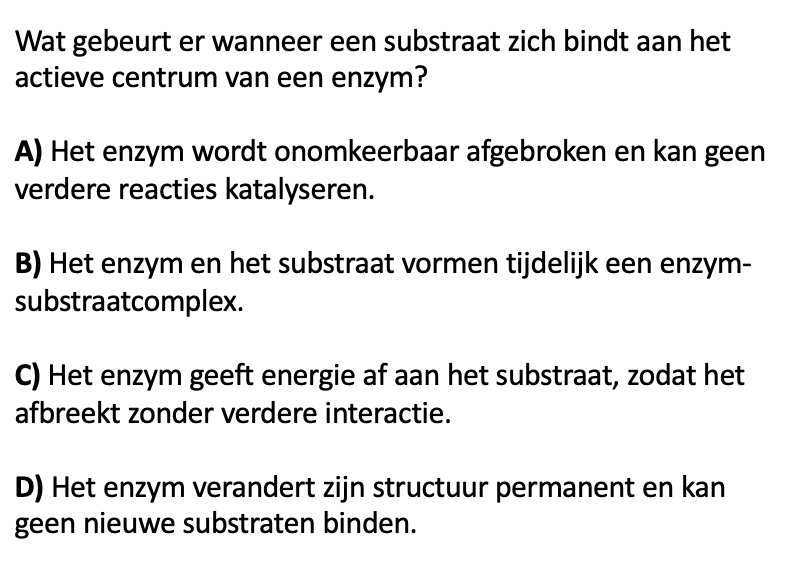 Wat gebeurt er wanneer een substraat zich bindt aan het
actieve centrum van een enzym?
A) Het enzym wordt onomkeerbaar afgebroken en kan geen
verdere reacties katalyseren.
B) Het enzym en het substraat vormen tijdelijk een enzym-
substraatcomplex.
C) Het enzym geeft energie af aan het substraat, zodat het
afbreekt zonder verdere interactie.
D) Het enzym verandert zijn structuur permanent en kan
geen nieuwe substraten binden.